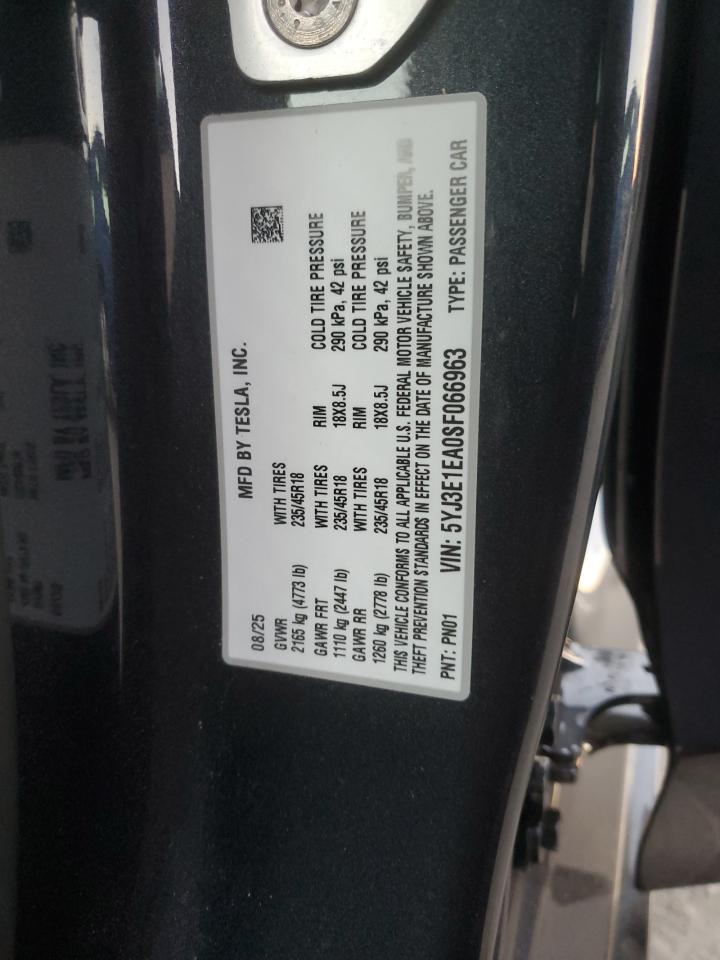 MFD BY TESLA, INC.
08/25
GVWR WITH TIRES
2165 kg (4773 lb) 235/45R18
GAWR FRT WITH TIRES RIM COLD TIRE PRESSURE
1110 kg (2447 lb) 235/45R18 18X8.5J 290 kPa, 42 psi
GAWR RR WITH TIRES RIM COLD TIRE PRESSURE
1260 kg (2778 lb) 235/45R18 18X8.5J 290 kPa, 42 psi
THIS VEHICLE CONFORMS TO ALL APPLICABLE U.S. FEDERAL MOTOR VEHICLE SAFETY, BUMPER, AND
THEFT PREVENTION STANDARDS IN EFFECT ON THE DATE OF MANUFACTURE SHOWN ABOVE.
PNT: PN01 VIN: 5YJ3E1EA0SF066963 TYPE: PASSENGER CAR